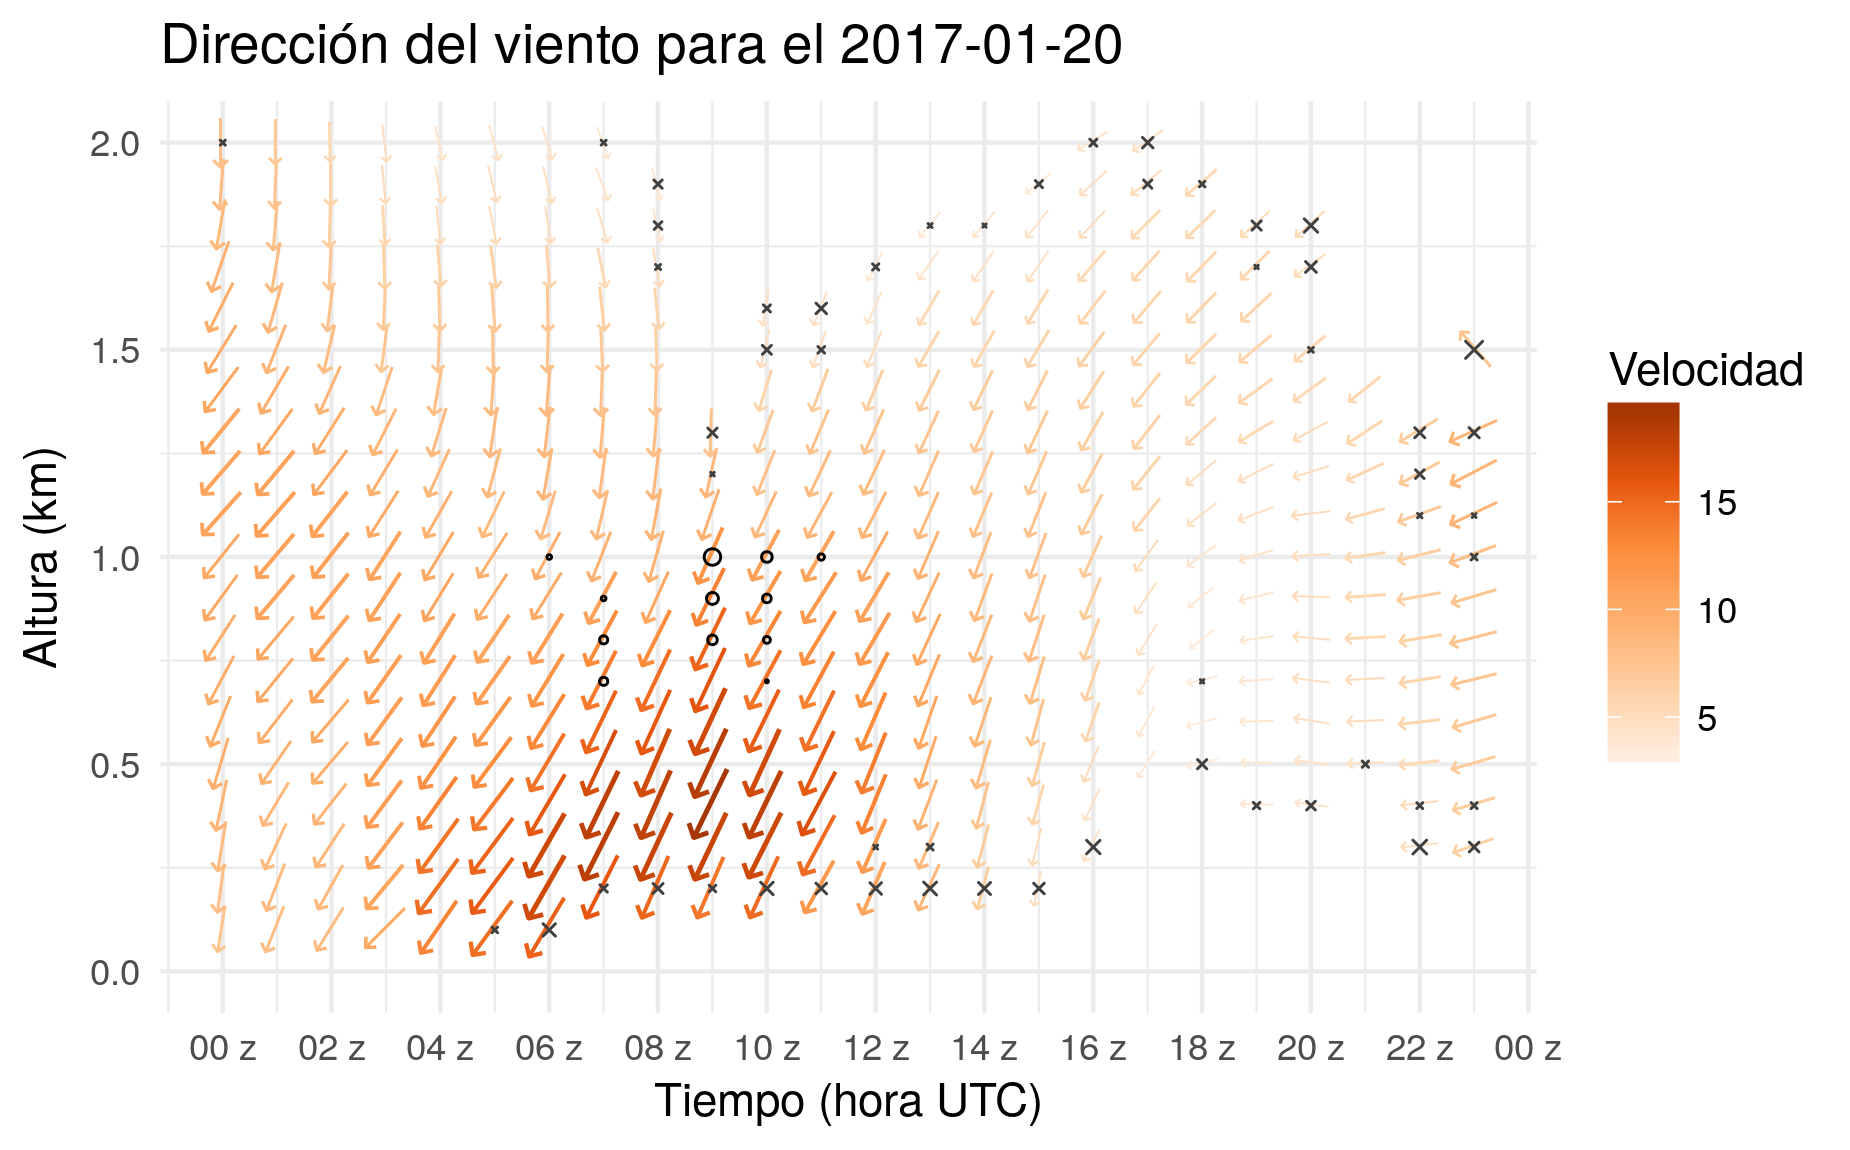 Dirección del viento para el 2017-01-20
Altura (km)
2.0
1.5
1.0
0.5
0.0
00 z 02 z 04 z 06 z 08 z 10 z 12 z 14 z 16 z 18 z 20 z 22 z 00 z
Tiempo (hora UTC)
Velocidad
15
10
5